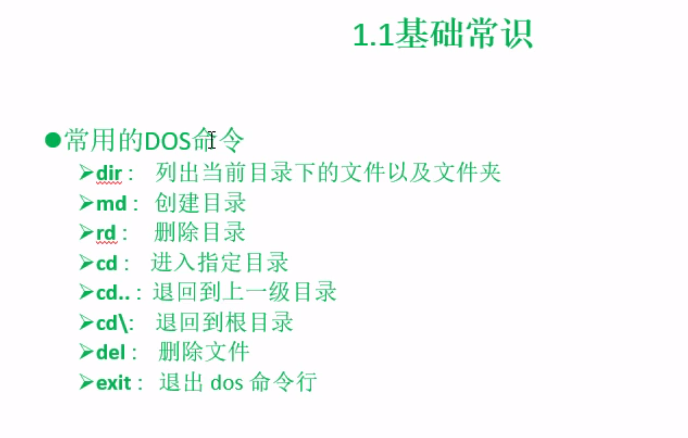 1.1基础常识
●常用的DOS命令
➢dir： 列出当前目录下的文件以及文件夹
➢md： 创建目录
➢rd： 删除目录
➢cd： 进入指定目录
➢cd..：退回到上一级目录
➢cd\: 退回到根目录
➢del： 删除文件
➢exit： 退出 dos 命令行